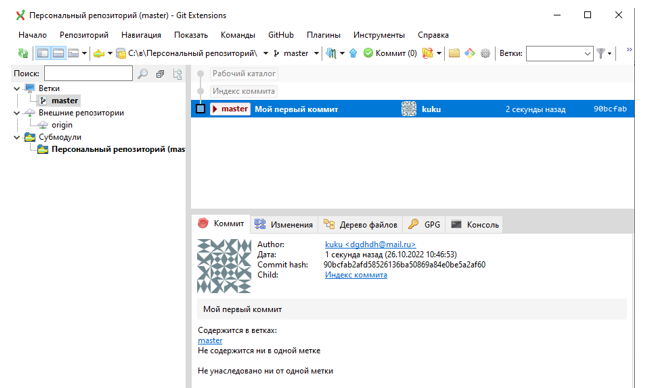 Персональный репозиторий (master) - Git Extensions
Начало Репозиторий Навигация Показать Команды GitHub Плагины Инструменты Справка
C:\в\Персональный репозиторий\ master Коммит (0) Ветки: »
Поиск:
Ветки
master
Внешние репозитории
origin
Субмодули
Персональный репозиторий (mas
Рабочий каталог
Индекс коммита
master Мой первый коммит kuku 2 секунды назад 90bcfab
Коммит Изменения Дерево файлов GPG Консоль
Author: kuku <dgdhdh@mail.ru>
Дата: 1 секунда назад (26.10.2022 10:46:53)
Commit hash: 90bcfab2afd58526136ba50869a84e0be5a2af60
Child: Индекс коммита
Мой первый коммит
Содержится в ветках:
master
Не содержится ни в одной метке
Не унаследовано ни от одной метки